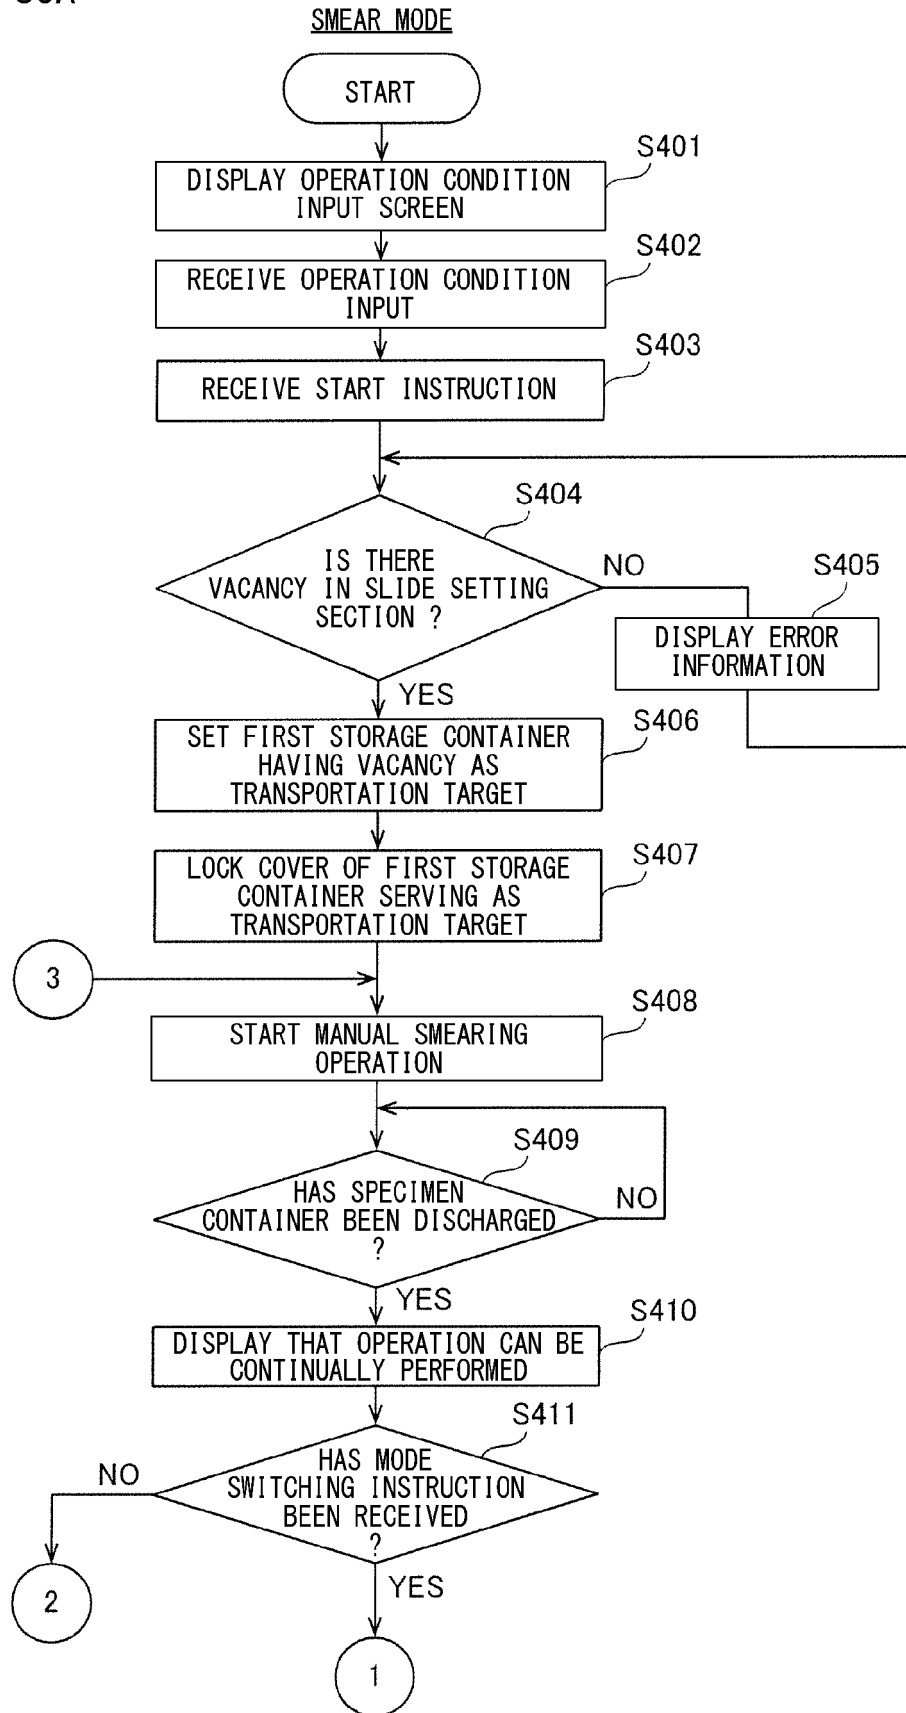 SMEAR MODE
START
S401
DISPLAY OPERATION CONDITION
INPUT SCREEN
S402
RECEIVE OPERATION CONDITION
INPUT
S403
RECEIVE START INSTRUCTION
S404
IS THERE
VACANCY IN SLIDE SETTING
SECTION ?
NO
S405
DISPLAY ERROR
INFORMATION
YES
S406
SET FIRST STORAGE CONTAINER
HAVING VACANCY AS
TRANSPORTATION TARGET
S407
LOCK COVER OF FIRST STORAGE
CONTAINER SERVING AS
TRANSPORTATION TARGET
3
S408
START MANUAL SMEARING
OPERATION
S409
HAS SPECIMEN
CONTAINER BEEN DISCHARGED
?
NO
YES
S410
DISPLAY THAT OPERATION CAN BE
CONTINUALLY PERFORMED
S411
HAS MODE
SWITCHING INSTRUCTION
BEEN RECEIVED
?
NO
YES
2
1